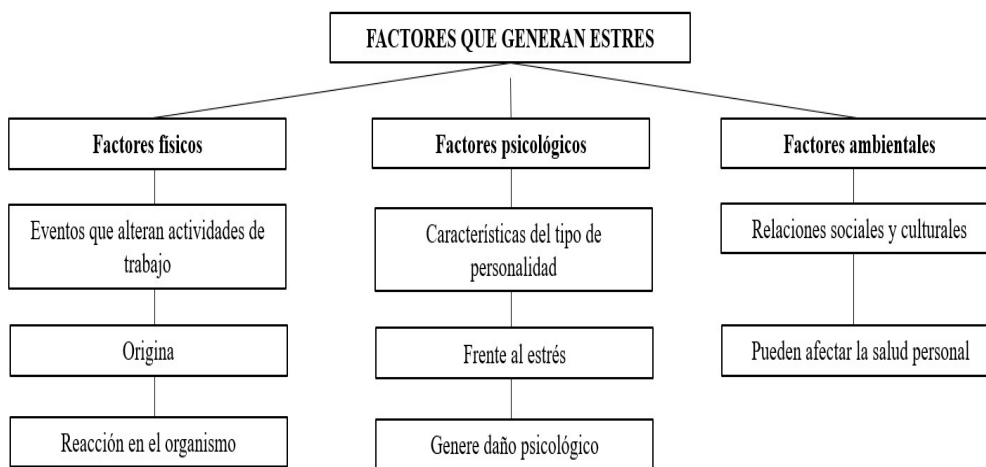 FACTORES QUE GENERAN ESTRES
Factores físicos
Eventos que alteran actividades de
trabajo
Origina
Reacción en el organismo
Factores psicológicos
Características del tipo de
personalidad
Frente al estrés
Genere daño psicológico
Factores ambientales
Relaciones sociales y culturales
Pueden afectar la salud personal